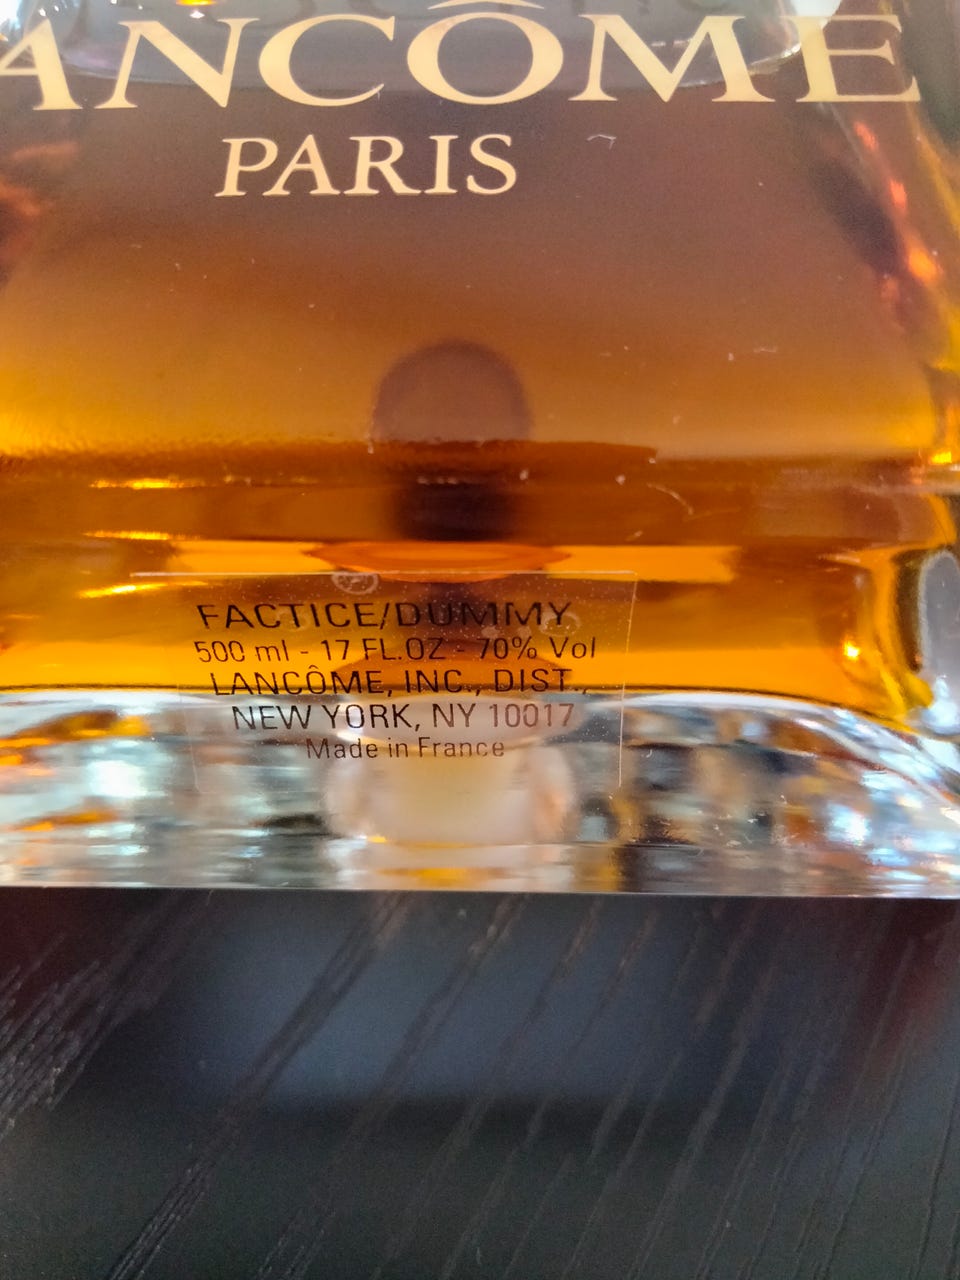 ANCÔME
PARIS
FACTICE/DUMMY
500 ml - 17 FL.OZ - 70% Vol
LANCÔME, INC., DIST.,
NEW YORK, NY 10017
Made in France